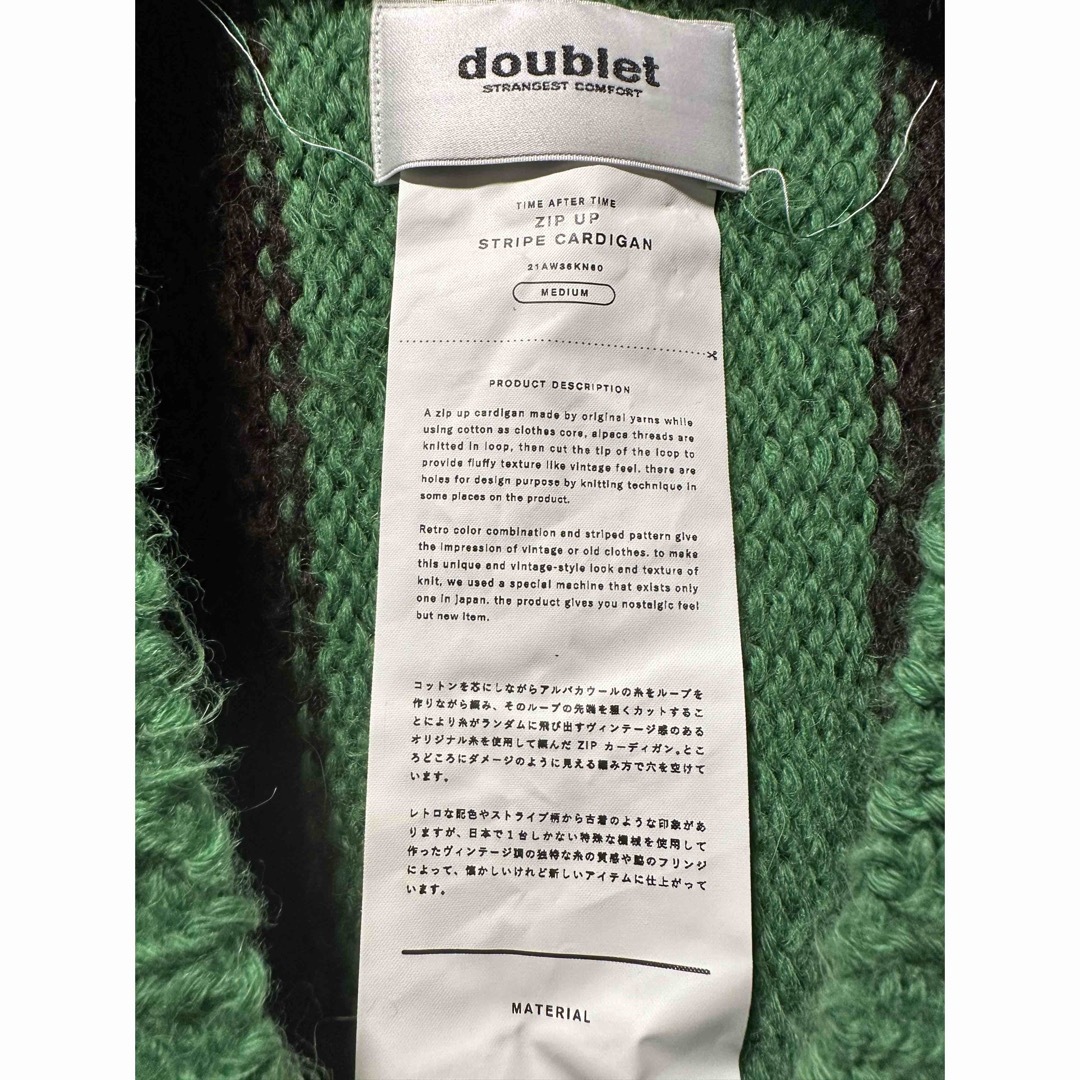 doublet
STRANGEST COMFORT
TIME AFTER TIME
ZIP UP
STRIPE CARDIGAN
21AW36KN60
MEDIUM
PRODUCT DESCRIPTION
A zip up cardigan made by original yarns while
using cotton as clothes core, alpaca threads are
knitted in loop, then cut the tip of the loop to
provide fluffy texture like vintage feel. there are
holes for design purpose by knitting technique in
some places on the product.
Retro color combination and striped pattern give
the impression of vintage or old clothes. to make
this unique and vintage-style look and texture of
knit, we used a special machine that exists only
one in japan. the product gives you nostalgic feel
but new item.
コットンを芯にしながらアルパカウールの糸をループを
作りながら編み、そのループの先端を粗くカットするこ
とにより糸がランダムに飛び出すヴィンテージ感のある
オリジナル糸を使用して編んだ ZIP カーディガン。とこ
ろどころにダメージのように見える編み方で穴を空けて
います。
レトロな配色やストライプ柄から古着のような印象があ
りますが、日本で1台しかない特殊な機械を使用して
作ったヴィンテージ調の独特な糸の質感や脇のフリンジ
によって、懐かしいけれど新しいアイテムに仕上がって
います。
MATERIAL